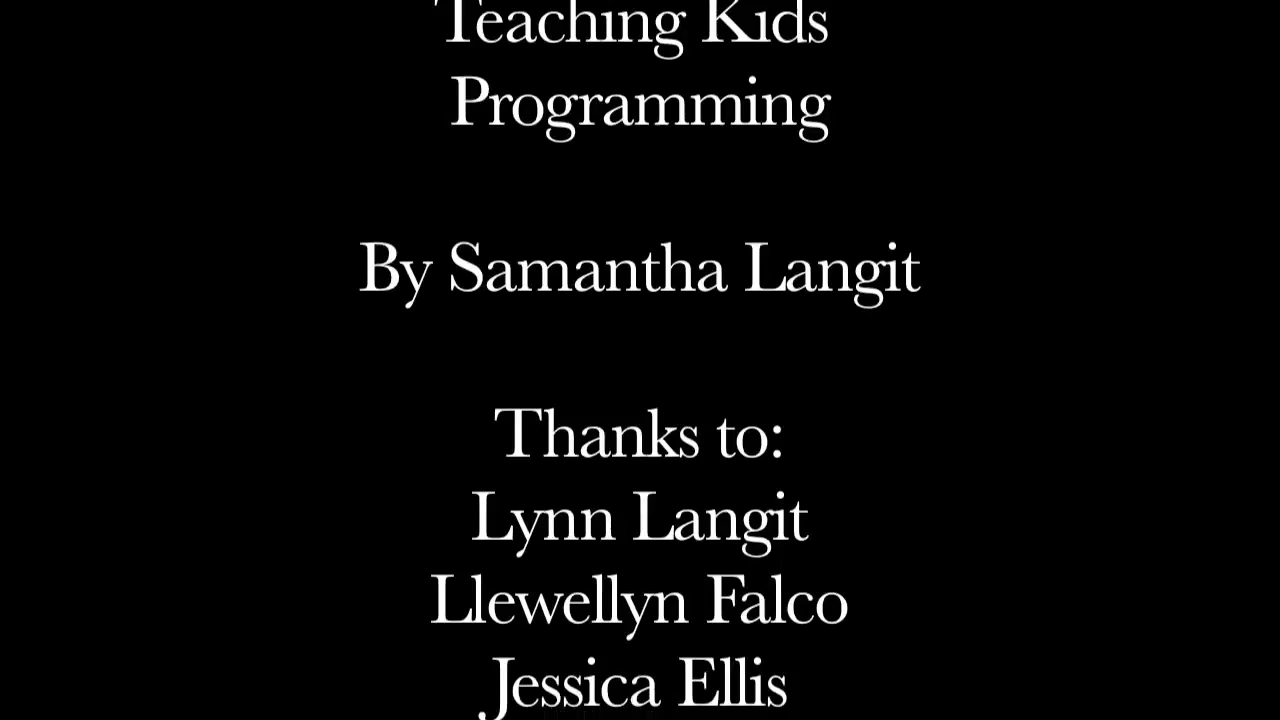 Teaching Kids
Programming
By Samantha Langit
Thanks to:
Lynn Langit
Llewellyn Falco
Jessica Ellis